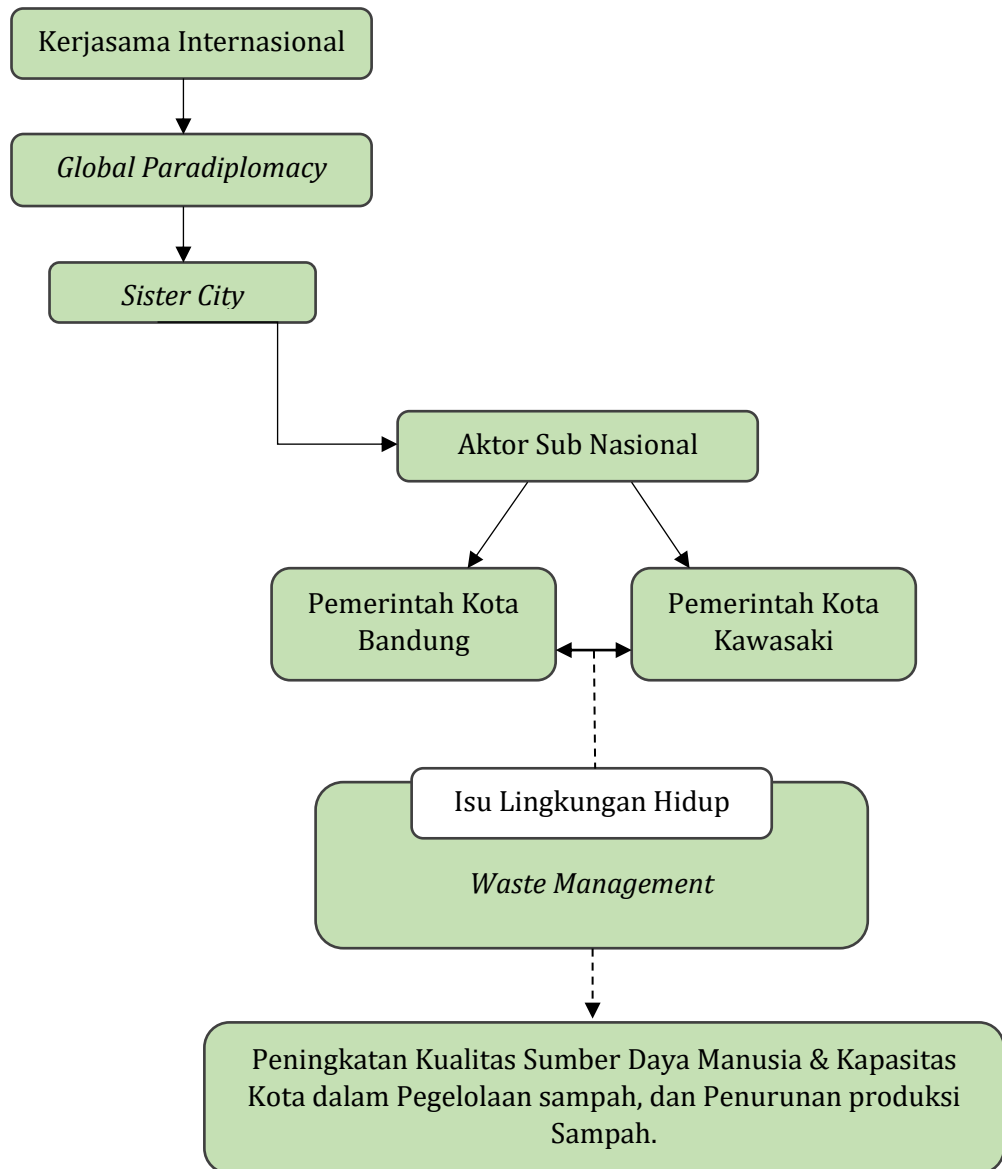 Kerjasama Internasional
Global Paradiplomacy
Sister City
Aktor Sub Nasional
Pemerintah Kota
Bandung
Pemerintah Kota
Kawasaki
Isu Lingkungan Hidup
Waste Management
Peningkatan Kualitas Sumber Daya Manusia & Kapasitas
Kota dalam Pegelolaan sampah, dan Penurunan produksi
Sampah.